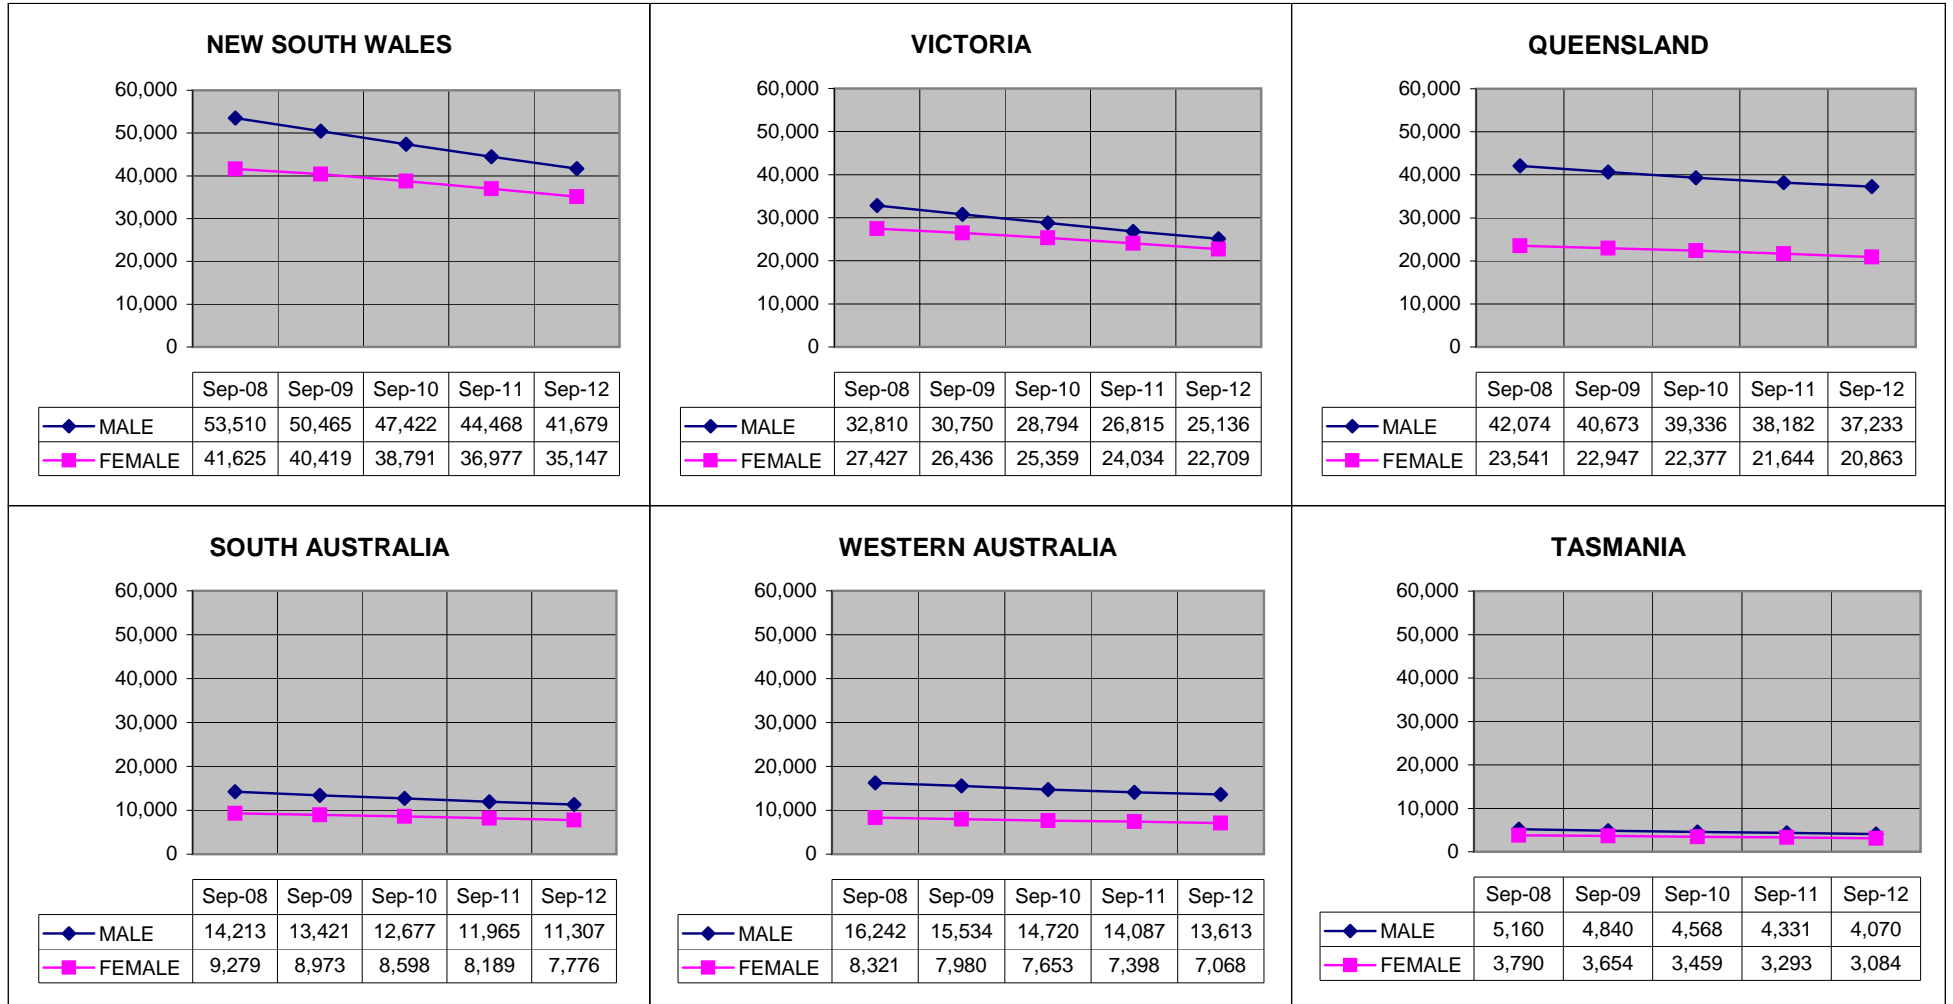 NEW SOUTH WALES
60,000
50,000
40,000
30,000
20,000
10,000
0
Sep-08 Sep-09 Sep-10 Sep-11 Sep-12
MALE 53,510 50,465 47,422 44,468 41,679
FEMALE 41,625 40,419 38,791 36,977 35,147
VICTORIA
60,000
50,000
40,000
30,000
20,000
10,000
0
Sep-08 Sep-09 Sep-10 Sep-11 Sep-12
MALE 32,810 30,750 28,794 26,815 25,136
FEMALE 27,427 26,436 25,359 24,034 22,709
QUEENSLAND
60,000
50,000
40,000
30,000
20,000
10,000
0
Sep-08 Sep-09 Sep-10 Sep-11 Sep-12
MALE 42,074 40,673 39,336 38,182 37,233
FEMALE 23,541 22,947 22,377 21,644 20,863
SOUTH AUSTRALIA
60,000
50,000
40,000
30,000
20,000
10,000
0
Sep-08 Sep-09 Sep-10 Sep-11 Sep-12
MALE 14,213 13,421 12,677 11,965 11,307
FEMALE 9,279 8,973 8,598 8,189 7,776
WESTERN AUSTRALIA
60,000
50,000
40,000
30,000
20,000
10,000
0
Sep-08 Sep-09 Sep-10 Sep-11 Sep-12
MALE 16,242 15,534 14,720 14,087 13,613
FEMALE 8,321 7,980 7,653 7,398 7,068
TASMANIA
60,000
50,000
40,000
30,000
20,000
10,000
0
Sep-08 Sep-09 Sep-10 Sep-11 Sep-12
MALE 5,160 4,840 4,568 4,331 4,070
FEMALE 3,790 3,654 3,459 3,293 3,084